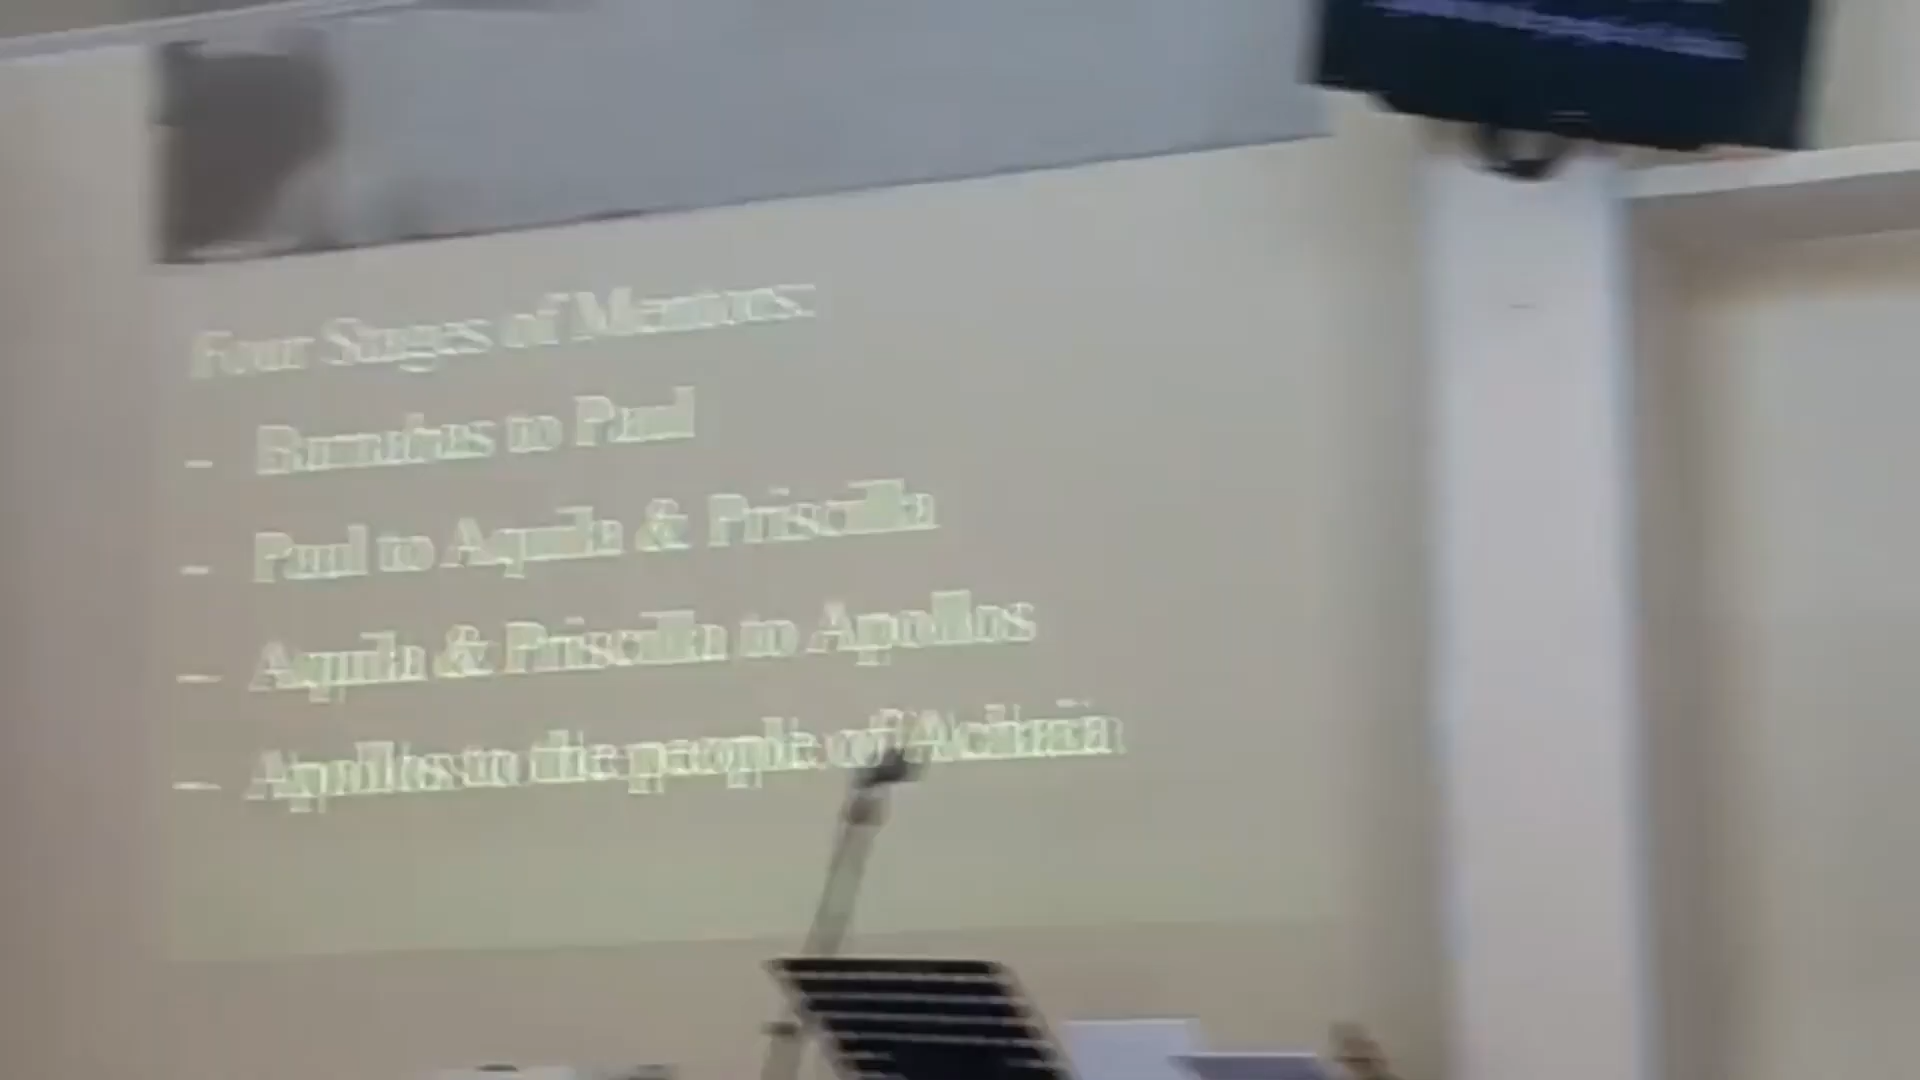 Four Stages of Mentores:
- Barnabas to Paul
- Paul to Aquila & Priscilla
- Aquila & Priscilla to Apollos
- Apollos to the people of Achaia